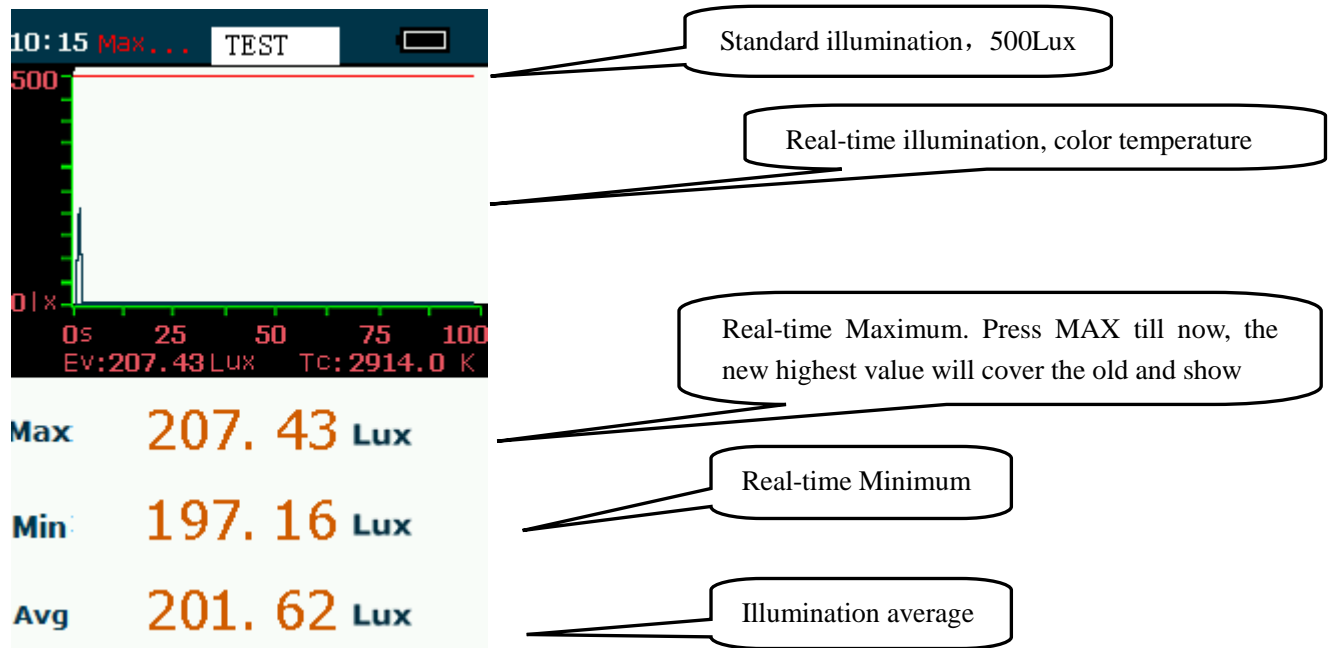 10:15 Max... TEST
Standard illumination，500Lux
500
Real-time illumination, color temperature
0lx
0s 25 50 75 100
Ev:207.43Lux Tc:2914.0 K
Real-time Maximum. Press MAX till now, the
new highest value will cover the old and show
Max 207.43 Lux
Real-time Minimum
Min: 197.16 Lux
Illumination average
Avg 201.62 Lux